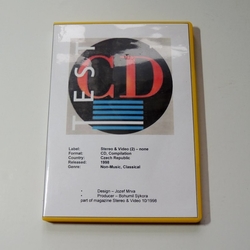 TEST
CD
Label: Stereo & Video (2) – none
Format: CD, Compilation
Country: Czech Republic
Released: 1998
Genre: Non-Music, Classical
• Design – Jozef Mrva
• Producer – Bohumil Sýkora
part of magazine Stereo & Video 10/1998